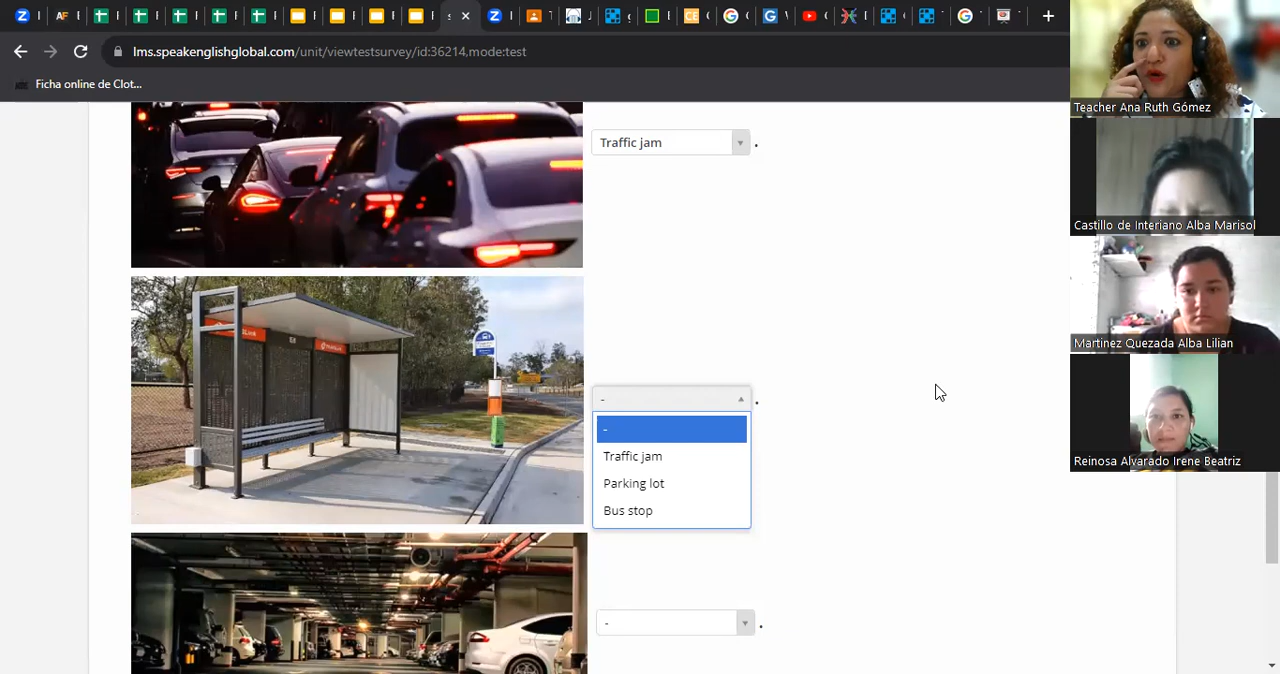 lms.speakenglishglobal.com/unit/viewtestsurvey/id:36214,mode:test
Ficha online de Clot...
Traffic jam
.
-
.
-
Traffic jam
Parking lot
Bus stop
-
.
Teacher Ana Ruth Gómez
Castillo de Interiano Alba Marisol
Martinez Quezada Alba Lilian
Reinosa Alvarado Irene Beatriz